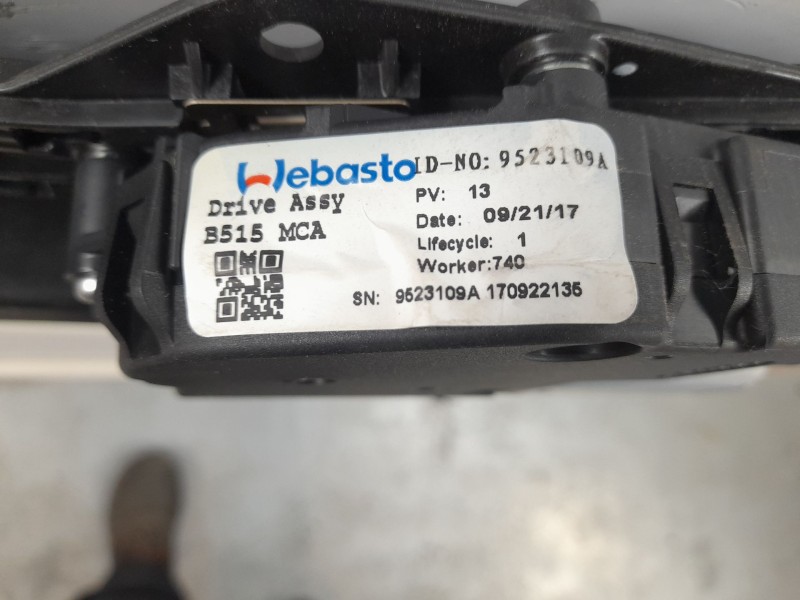 Webasto
ID-NO: 9523109A
Drive Assy
B515 MCA
PV: 13
Date: 09/21/17
Lifecycle: 1
Worker:740
SN: 9523109A 170922135